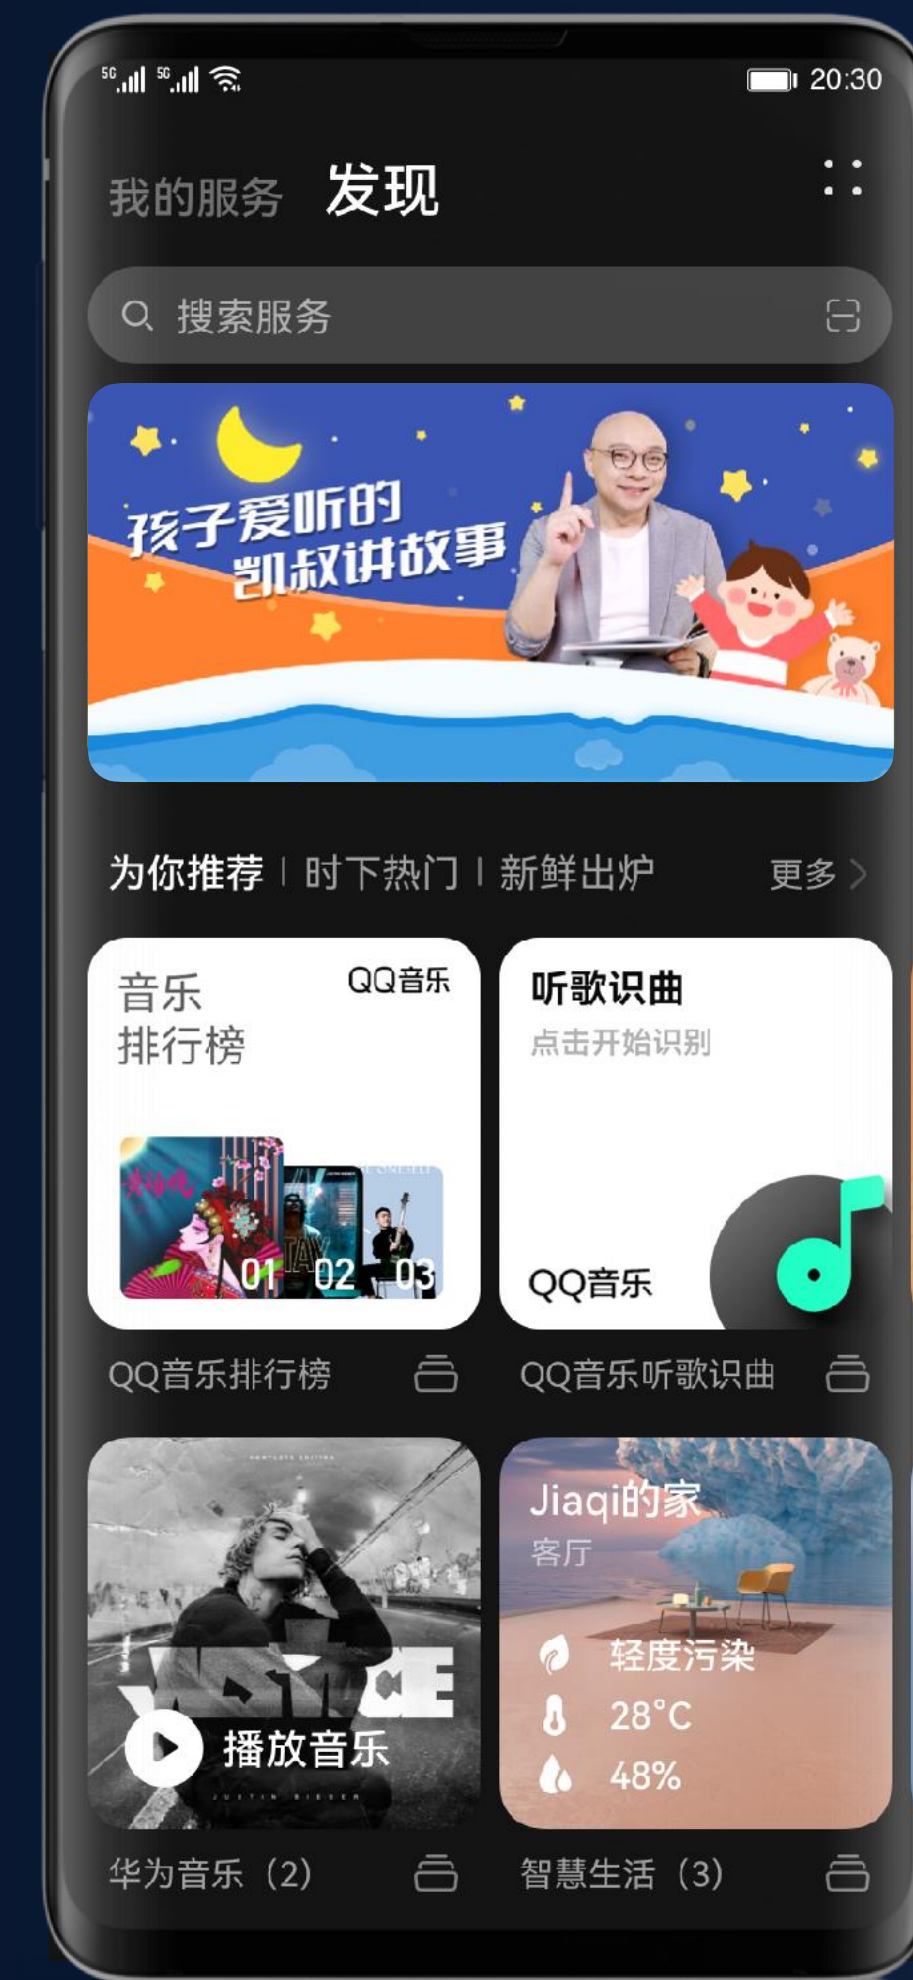 5G 5G 20:30
我的服务 发现
搜索服务
孩子爱听的
凯叔讲故事
为你推荐 | 时下热门 | 新鲜出炉 更多 >
音乐
排行榜
QQ音乐
01 02 03
听歌识曲
点击开始识别
QQ音乐
QQ音乐排行榜
QQ音乐听歌识曲
JUSTICE
播放音乐
JUSTIN BIEBER
Jiaqi的家
客厅
轻度污染
28°C
48%
华为音乐（2）
智慧生活（3）